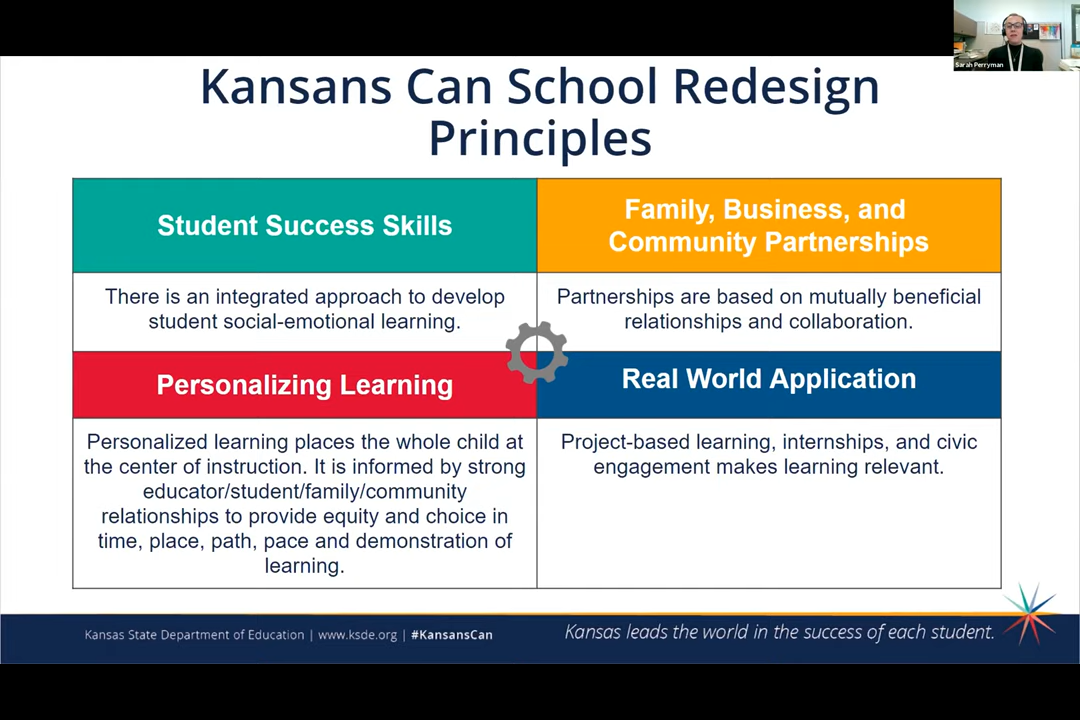 Sarah Perryman
Kansans Can School Redesign
Principles
Student Success Skills
Family, Business, and
Community Partnerships
There is an integrated approach to develop
student social-emotional learning.
Partnerships are based on mutually beneficial
relationships and collaboration.
Personalizing Learning
Real World Application
Personalized learning places the whole child at
the center of instruction. It is informed by strong
educator/student/family/community
relationships to provide equity and choice in
time, place, path, pace and demonstration of
learning.
Project-based learning, internships, and civic
engagement makes learning relevant.
Kansas State Department of Education | www.ksde.org | #KansansCan
Kansas leads the world in the success of each student.